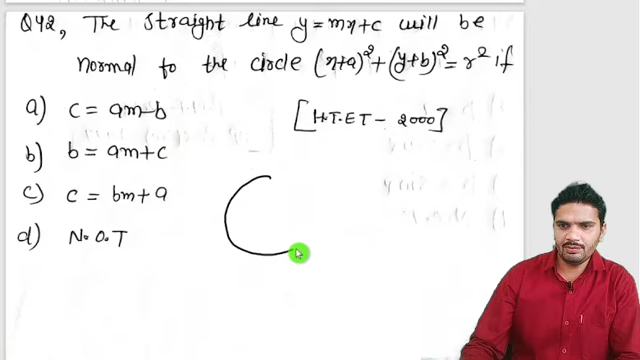 Q42, The straight line y = mx + c will be
normal to the circle (x+a)² + (y+b)² = r² if
a) c = am-b
[H.T.ET - 2000]
b) b = am + c
c) c = bm + a
d) N.O.T